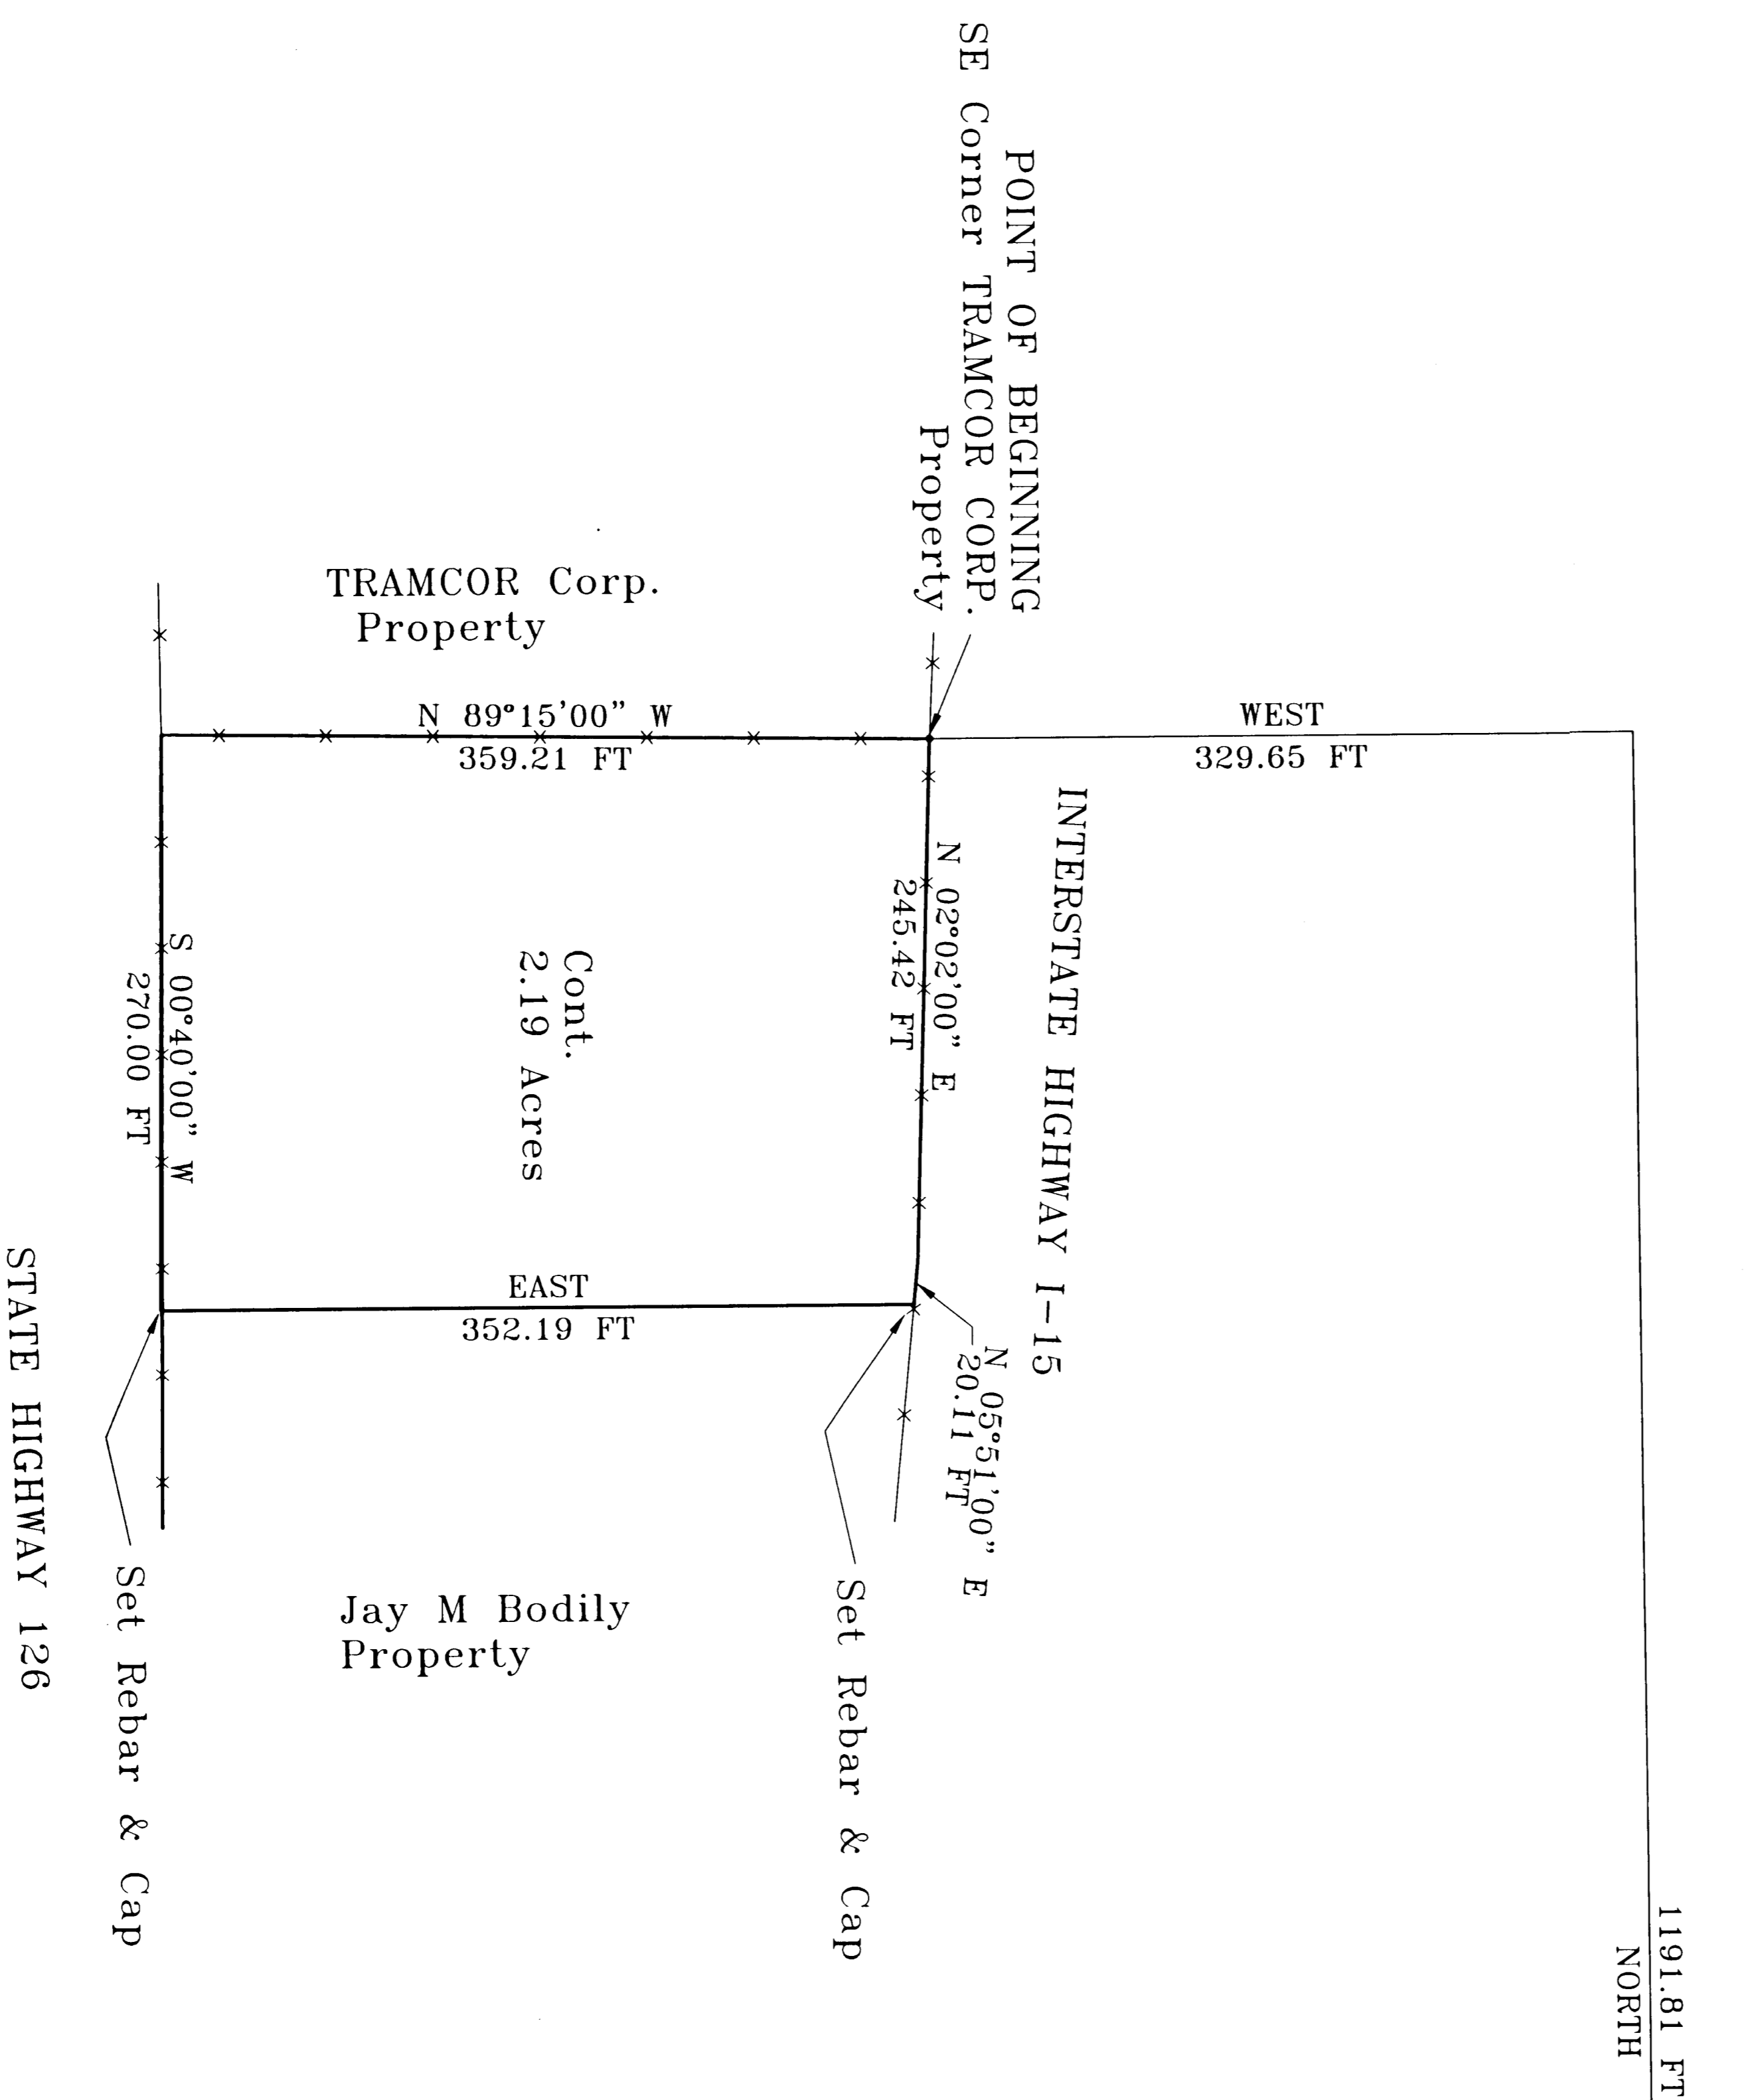 POINT OF BEGINNING
SE Corner TRAMCOR CORP.
Property
TRAMCOR Corp.
Property
N 89°15'00" W
359.21 FT
WEST
329.65 FT
INTERSTATE HIGHWAY I-15
N 02°02'00" E
245.42 FT
Cont.
2.19 Acres
S 00°40'00" W
270.00 FT
EAST
352.19 FT
N 05°51'00" E
20.11 FT
STATE HIGHWAY 126
Set Rebar & Cap
Jay M Bodily
Property
Set Rebar & Cap
1191.81 FT
NORTH